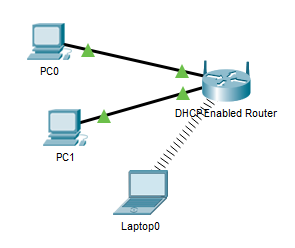 PC0
DHCP Enabled Router
PC1
Laptop0